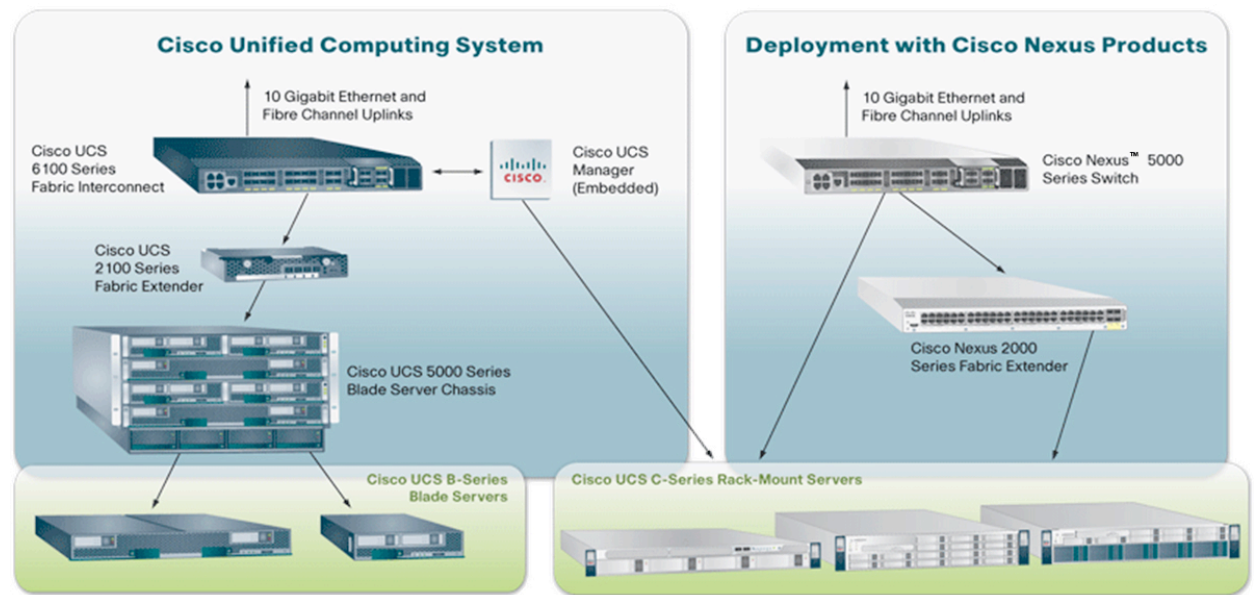 Cisco Unified Computing System
10 Gigabit Ethernet and
Fibre Channel Uplinks
Cisco UCS
6100 Series
Fabric Interconnect
CISCO
Cisco UCS
Manager
(Embedded)
Cisco UCS
2100 Series
Fabric Extender
Cisco UCS 5000 Series
Blade Server Chassis
Cisco UCS B-Series
Blade Servers
Deployment with Cisco Nexus Products
10 Gigabit Ethernet and
Fibre Channel Uplinks
Cisco Nexus™ 5000
Series Switch
Cisco Nexus 2000
Series Fabric Extender
Cisco UCS C-Series Rack-Mount Servers